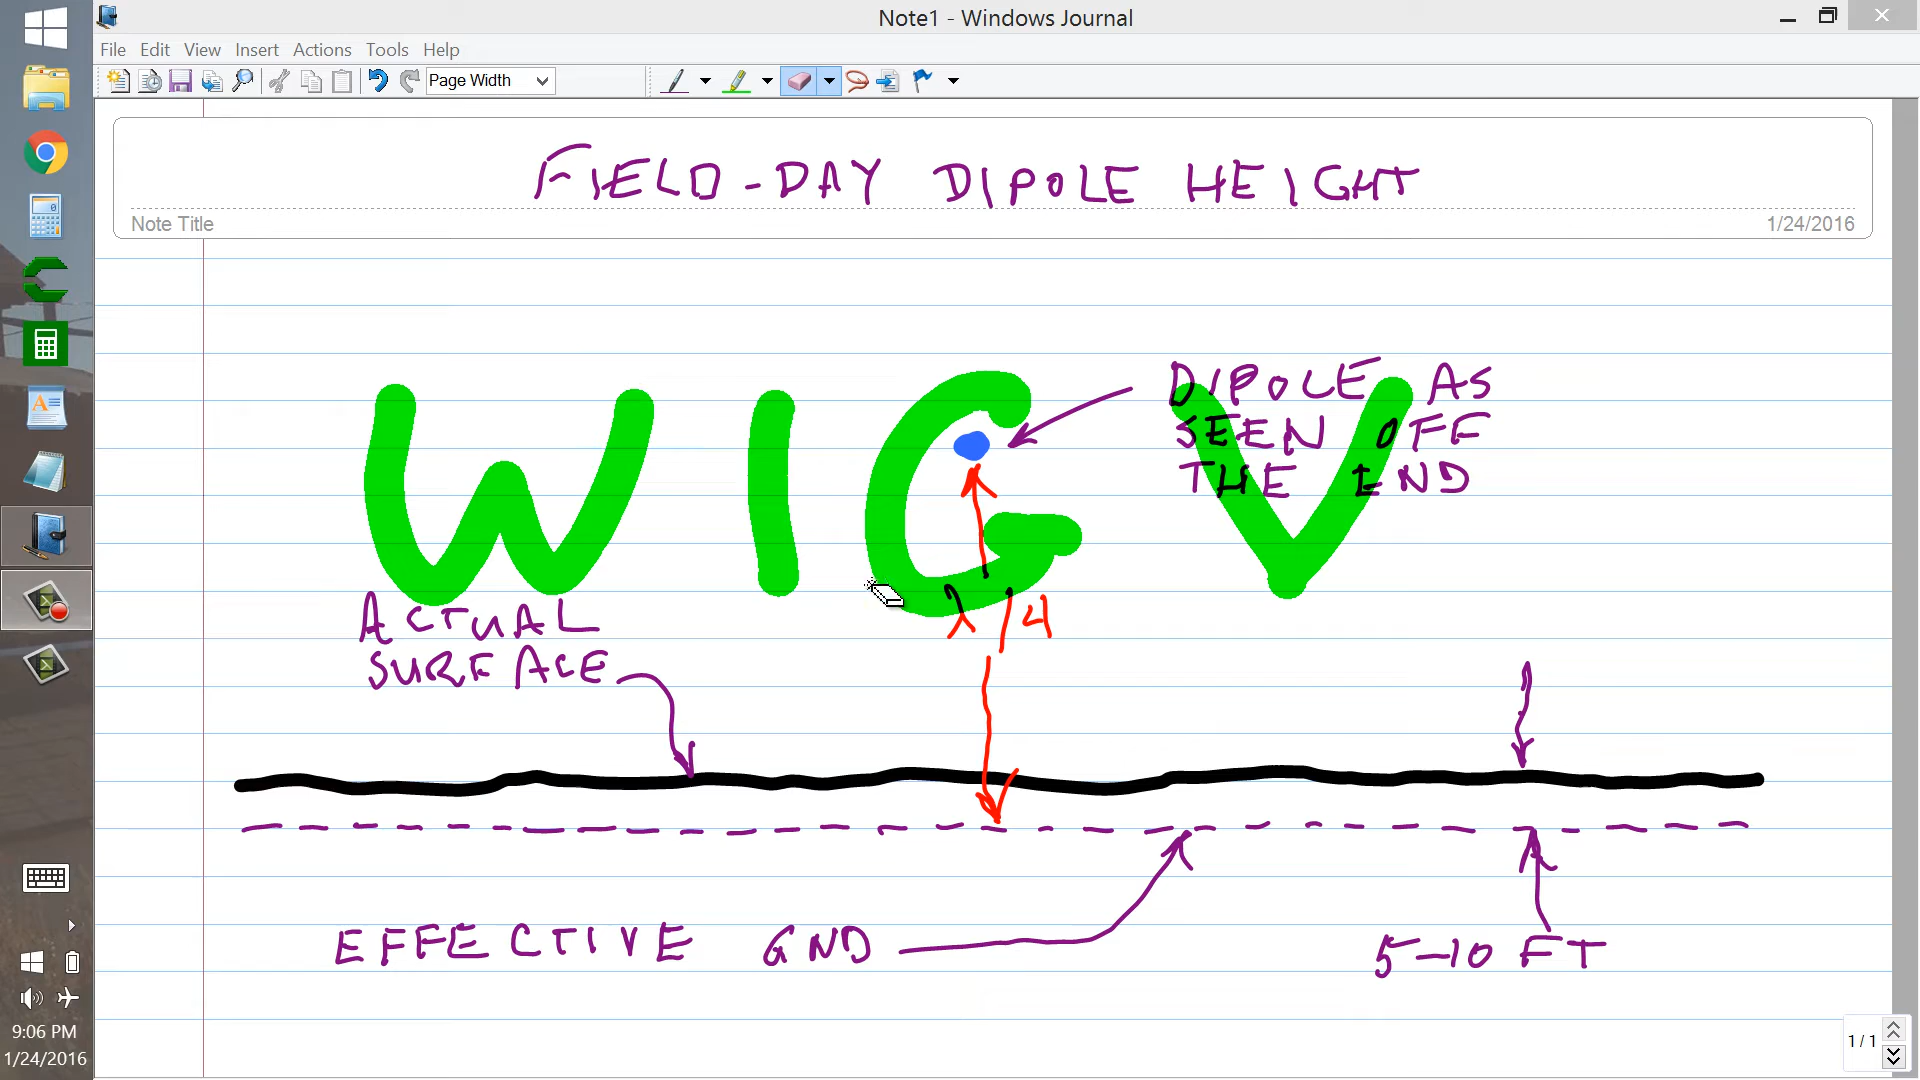 Note1 - Windows Journal
File Edit View Insert Actions Tools Help
Page Width
FIELD-DAY DIPOLE HEIGHT
Note Title
1/24/2016
W1GV
DIPOLE AS
SEEN OFF
THE END
λ/4
ACTUAL
SURFACE
EFFECTIVE GND
5-10 FT
9:06 PM
1/24/2016
1 / 1